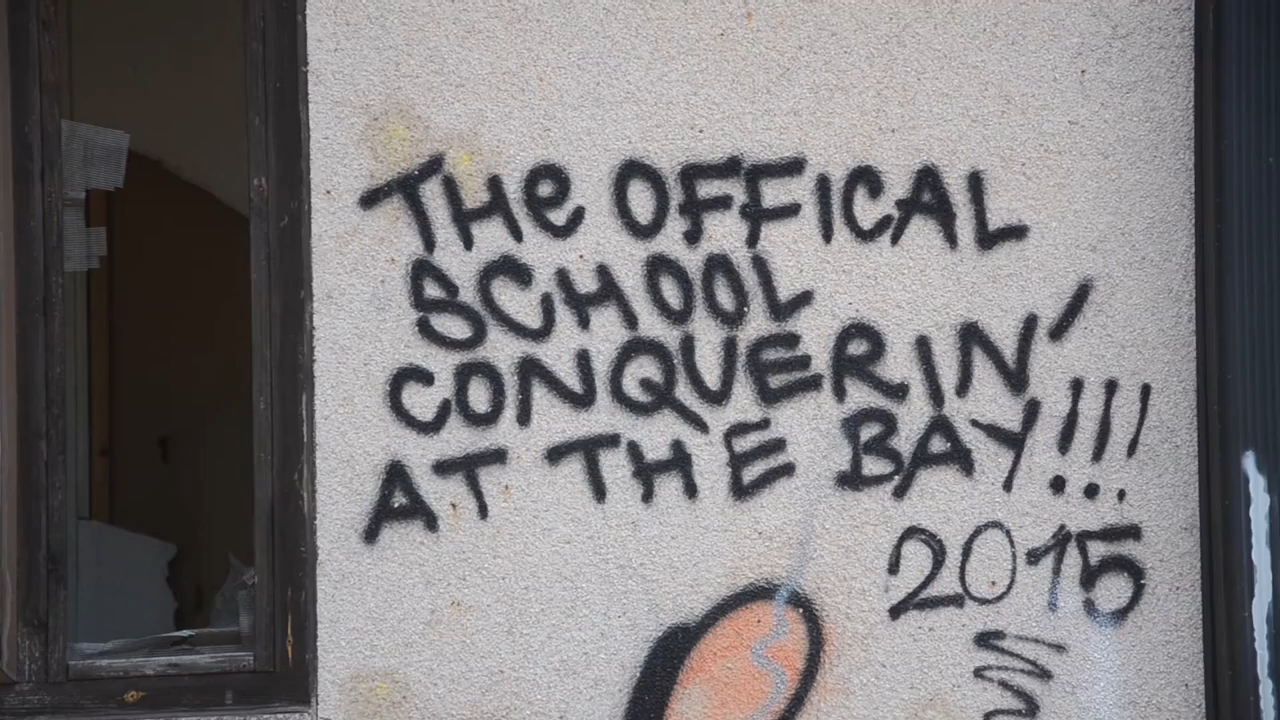 THe OFFICAL
SCHOOL
CONQUERIN'
AT THE BAY!!!
2015